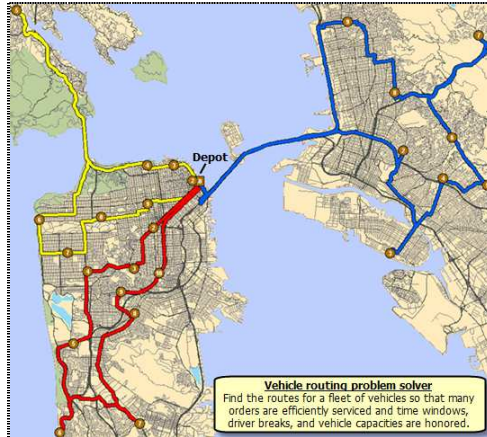 Depot
Vehicle routing problem solver
Find the routes for a fleet of vehicles so that many
orders are efficiently serviced and time windows,
driver breaks, and vehicle capacities are honored.